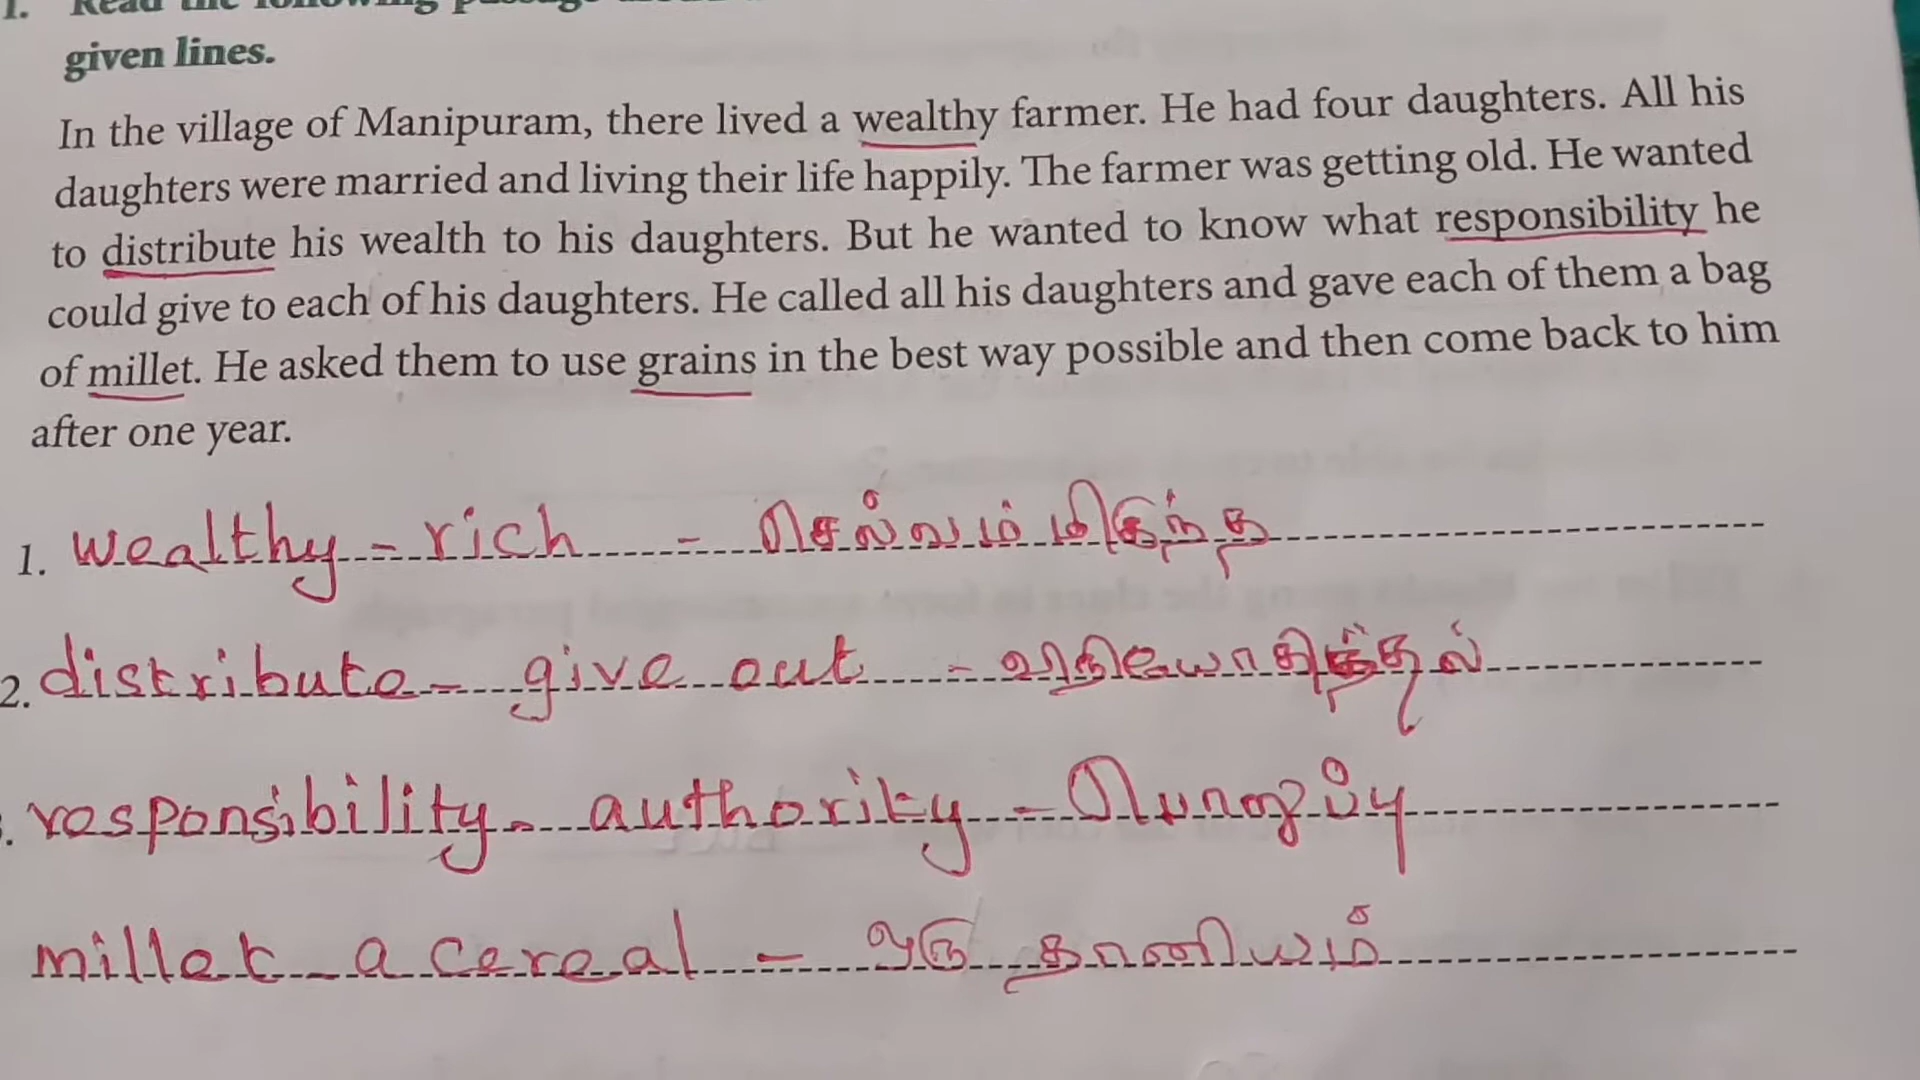 1. Read the following passage
given lines.
In the village of Manipuram, there lived a wealthy farmer. He had four daughters. All his
daughters were married and living their life happily. The farmer was getting old. He wanted
to distribute his wealth to his daughters. But he wanted to know what responsibility he
could give to each of his daughters. He called all his daughters and gave each of them a bag
of millet. He asked them to use grains in the best way possible and then come back to him
after one year.
1. wealthy - rich - செல்வம் மிகுந்த
2. distribute - give out - விநியோகித்தல்
responsibility - authority - பொறுப்பு
millet - a cereal - ஒரு தானியம்